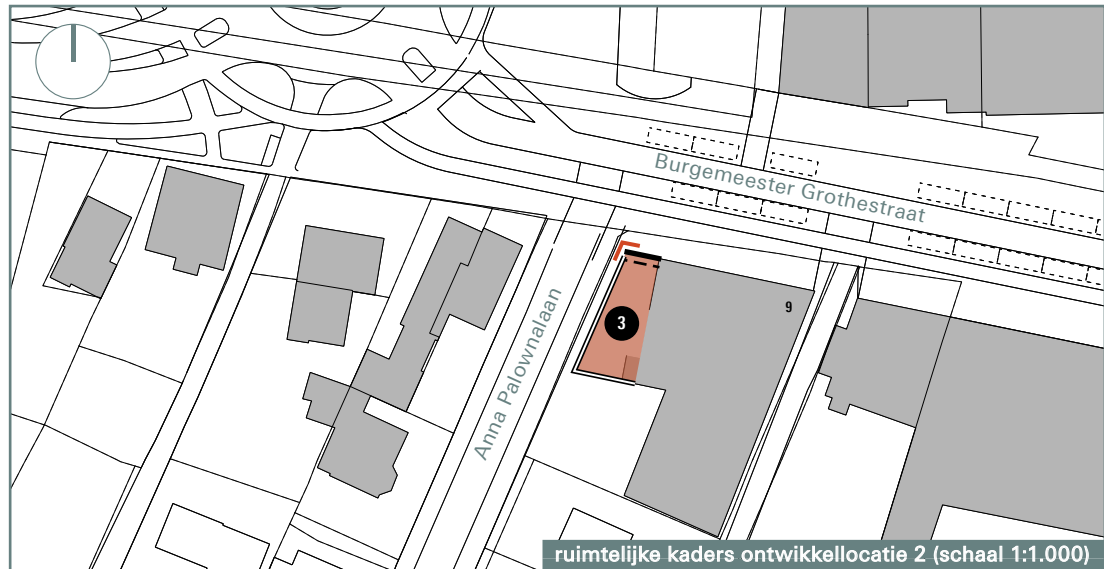 Burgemeester Grothestraat
Anna Palownalaan
3
9
ruimtelijke kaders ontwikkellocatie 2 (schaal 1:1.000)